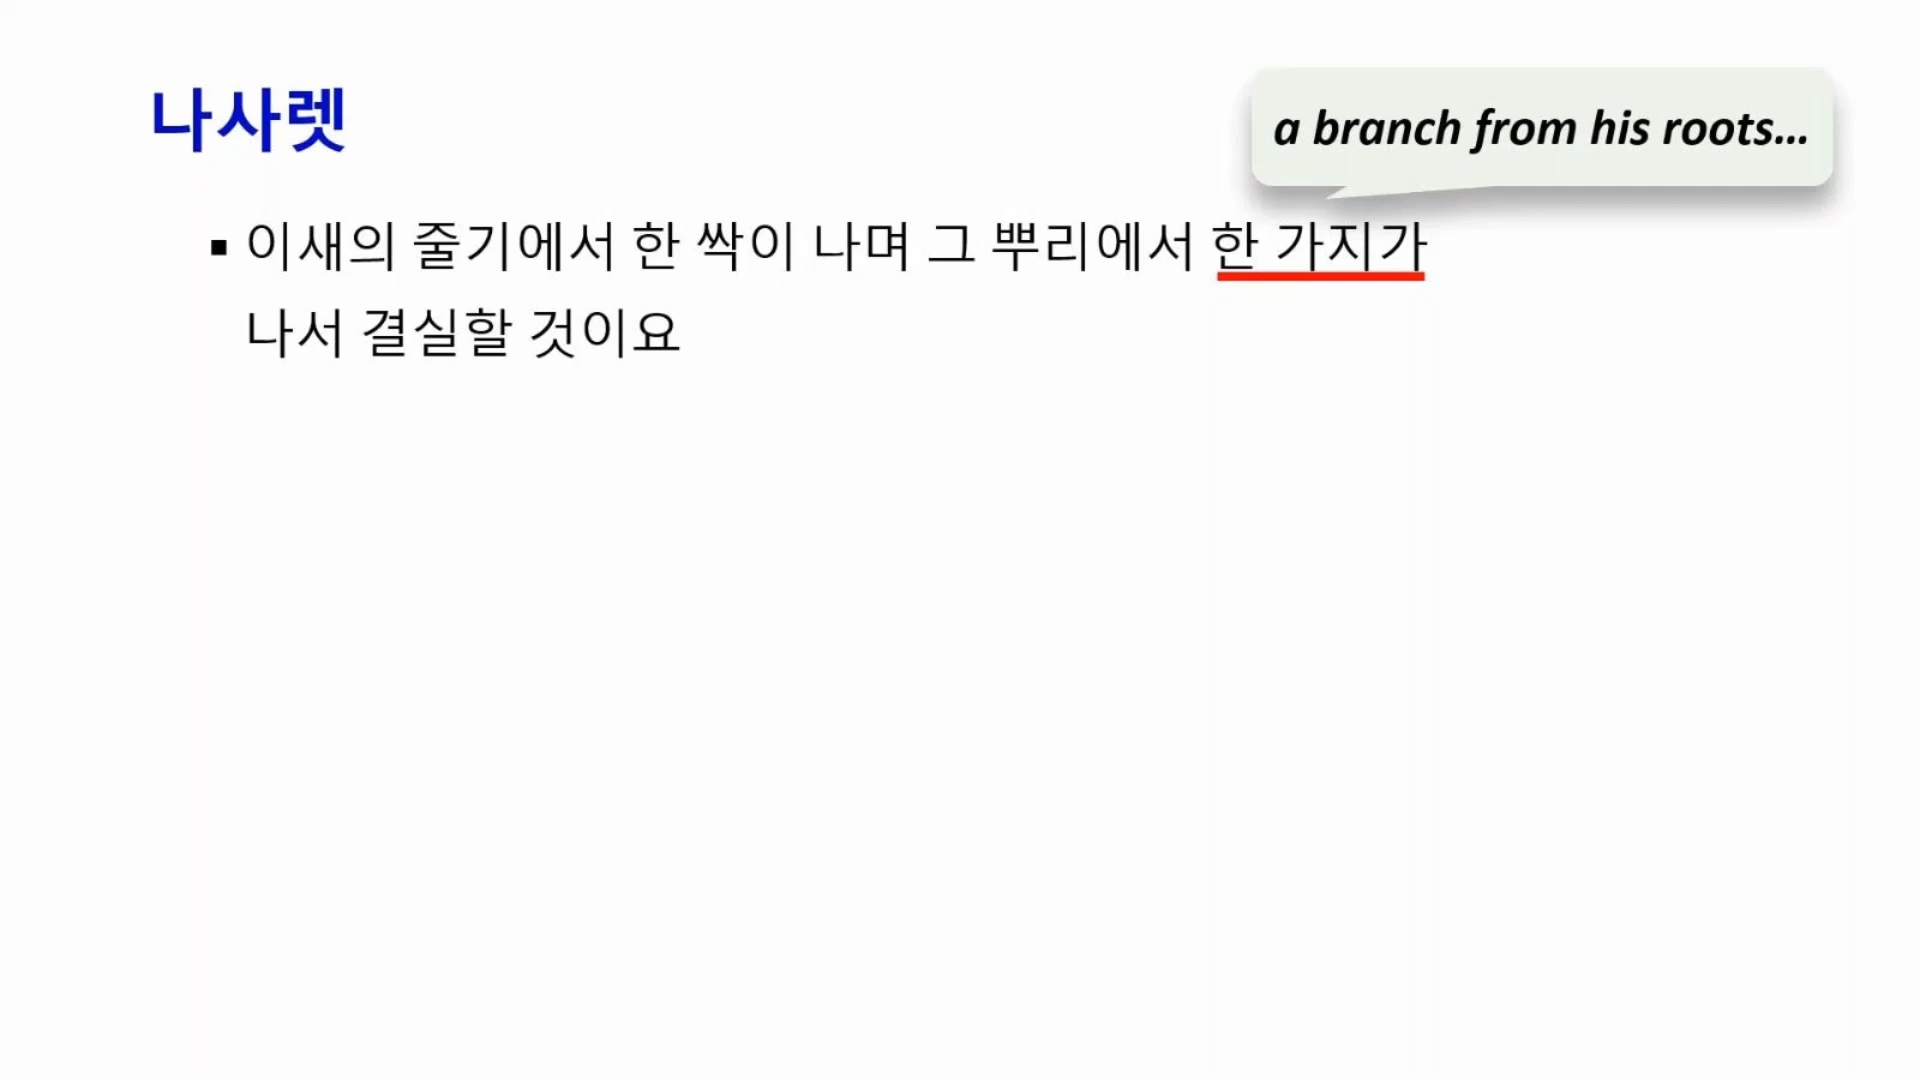 나사렛
a branch from his roots...
▪ 이새의 줄기에서 한 싹이 나며 그 뿌리에서 한 가지가
나서 결실할 것이요